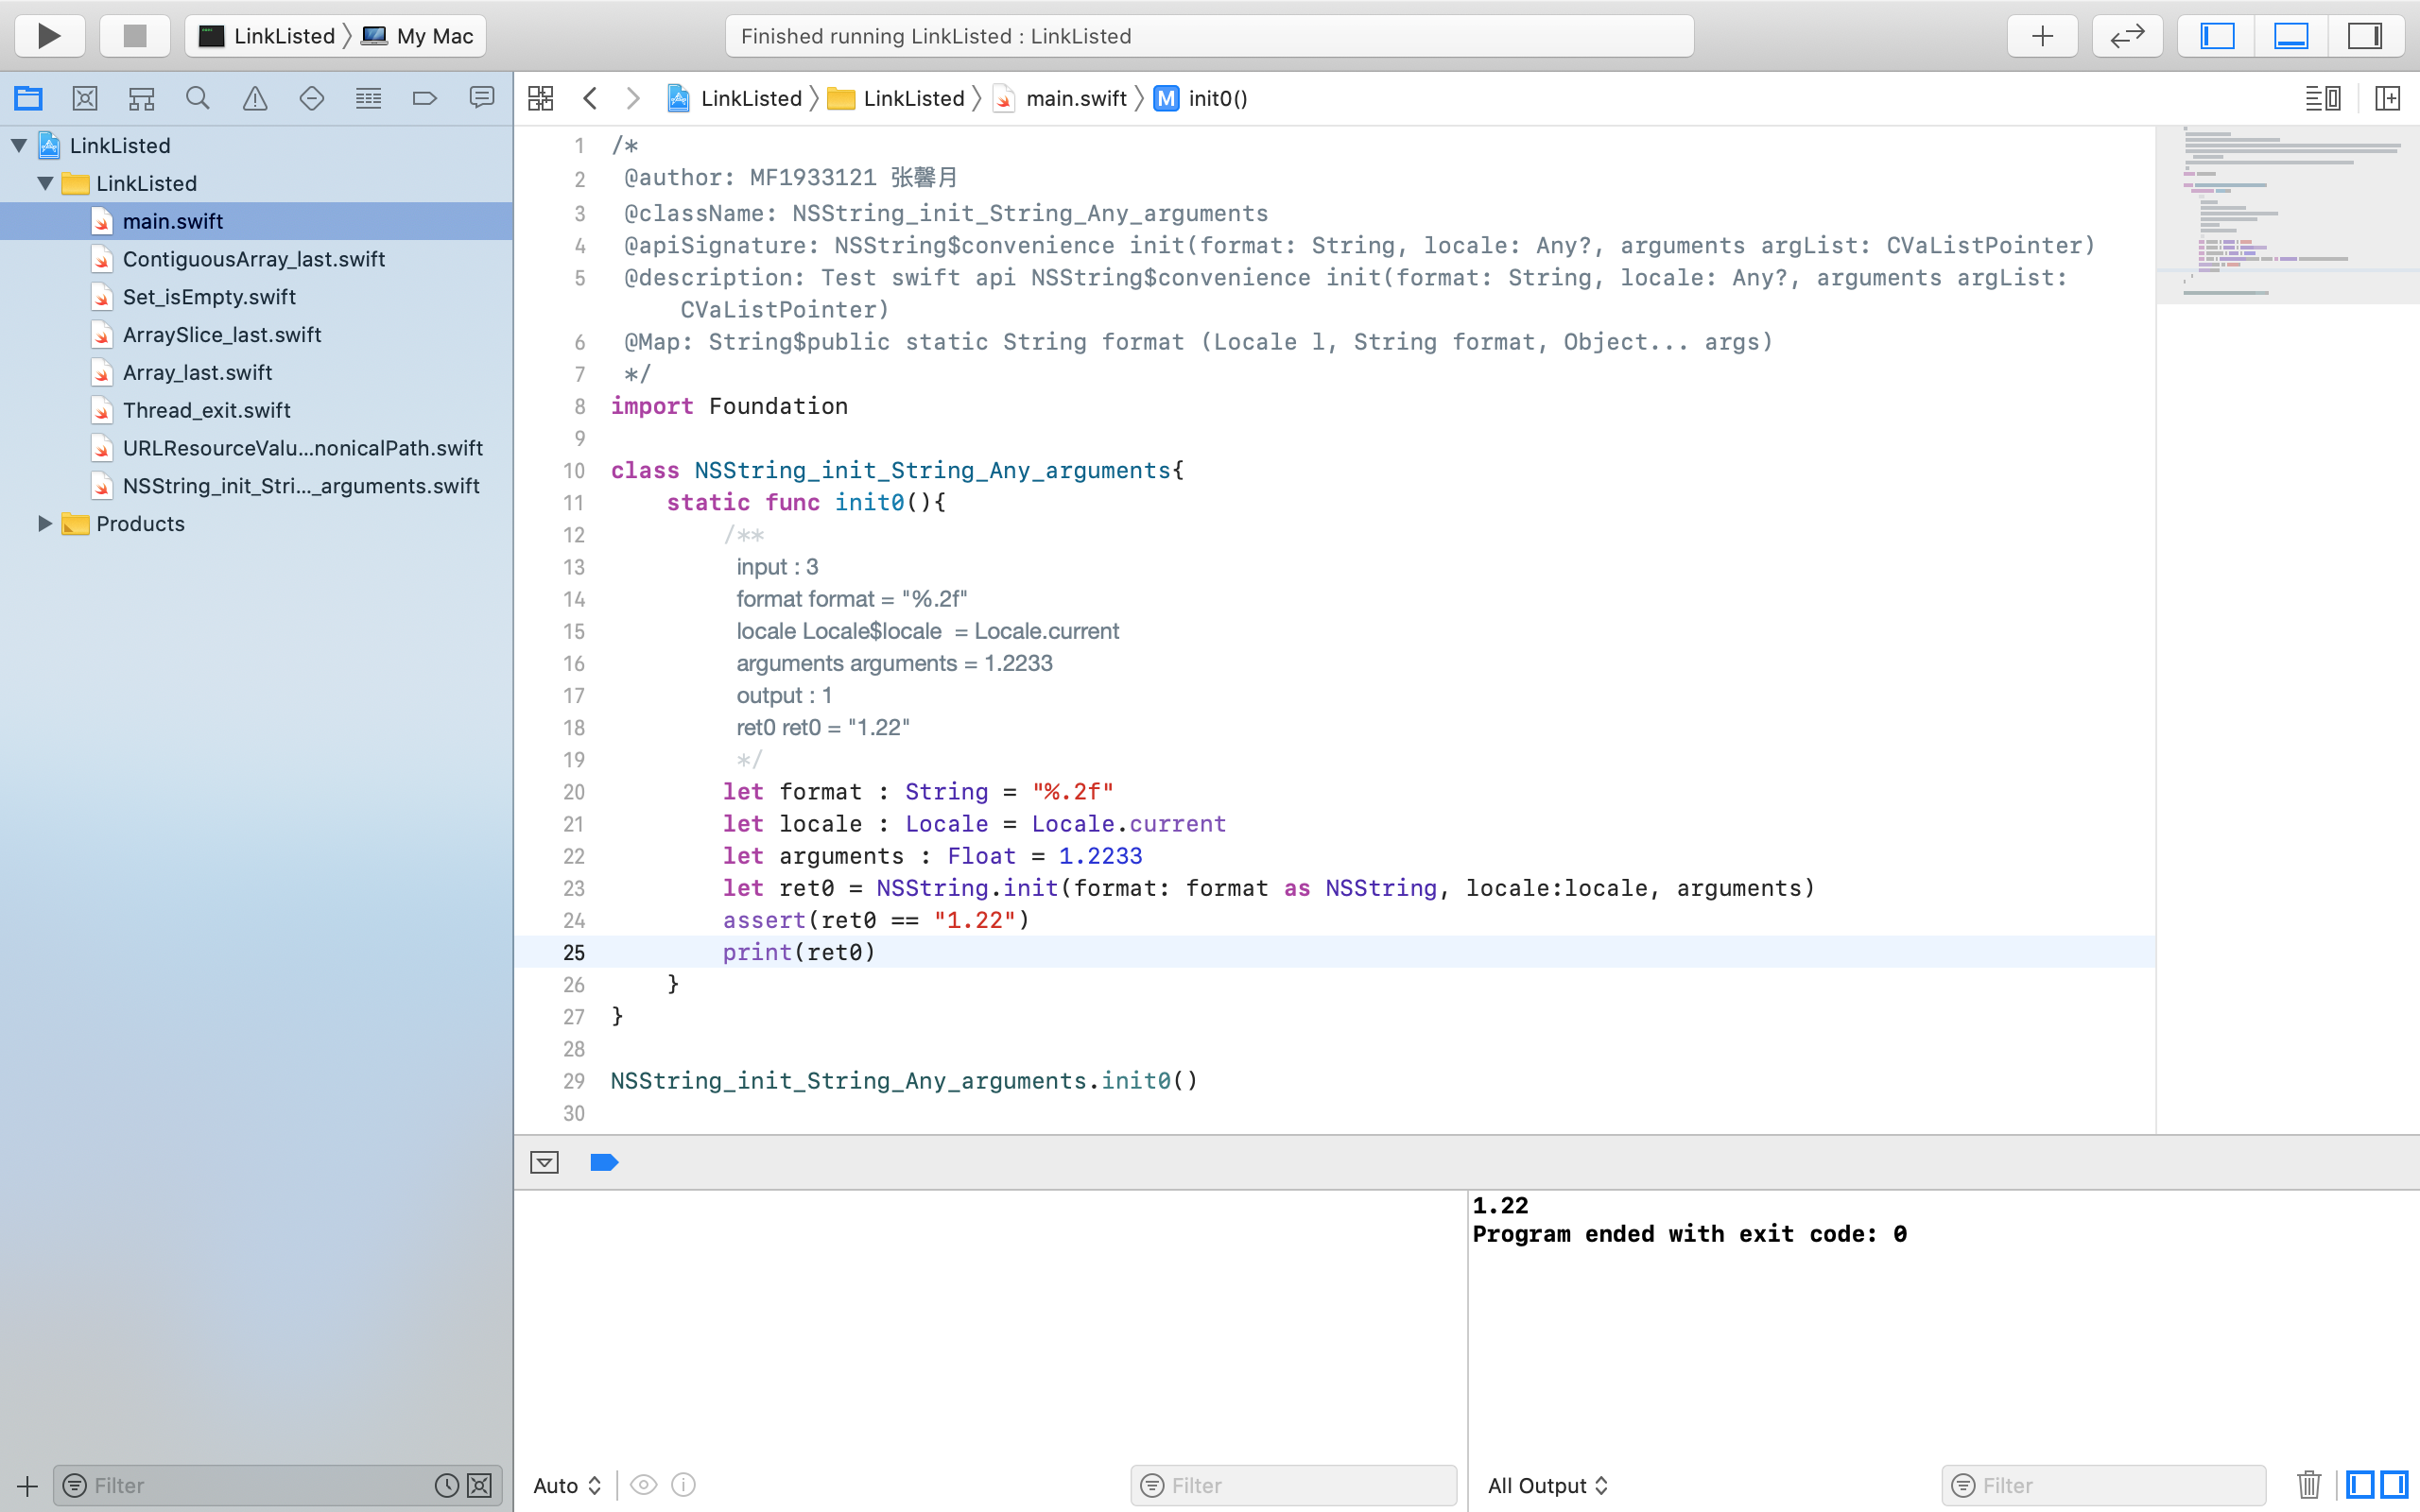 LinkListed 〉 My Mac
Finished running LinkListed : LinkListed
LinkListed 〉 LinkListed 〉 main.swift 〉 M init0()
LinkListed
LinkListed
main.swift
ContiguousArray_last.swift
Set_isEmpty.swift
ArraySlice_last.swift
Array_last.swift
Thread_exit.swift
URLResourceValu...nonicalPath.swift
NSString_init_Stri..._arguments.swift
Products
Filter
1 /*
2 @author: MF1933121 张馨月
3 @className: NSString_init_String_Any_arguments
4 @apiSignature: NSString$convenience init(format: String, locale: Any?, arguments argList: CVaListPointer)
5 @description: Test swift api NSString$convenience init(format: String, locale: Any?, arguments argList:
CVaListPointer)
6 @Map: String$public static String format (Locale l, String format, Object... args)
7 */
8 import Foundation
9
10 class NSString_init_String_Any_arguments{
11 static func init0(){
12 /**
13 input : 3
14 format format = "%.2f"
15 locale Locale$locale  = Locale.current
16 arguments arguments = 1.2233
17 output : 1
18 ret0 ret0 = "1.22"
19 */
20 let format : String = "%.2f"
21 let locale : Locale = Locale.current
22 let arguments : Float = 1.2233
23 let ret0 = NSString.init(format: format as NSString, locale:locale, arguments)
24 assert(ret0 == "1.22")
25 print(ret0)
26 }
27 }
28
29 NSString_init_String_Any_arguments.init0()
30
1.22
Program ended with exit code: 0
Auto
Filter
All Output
Filter